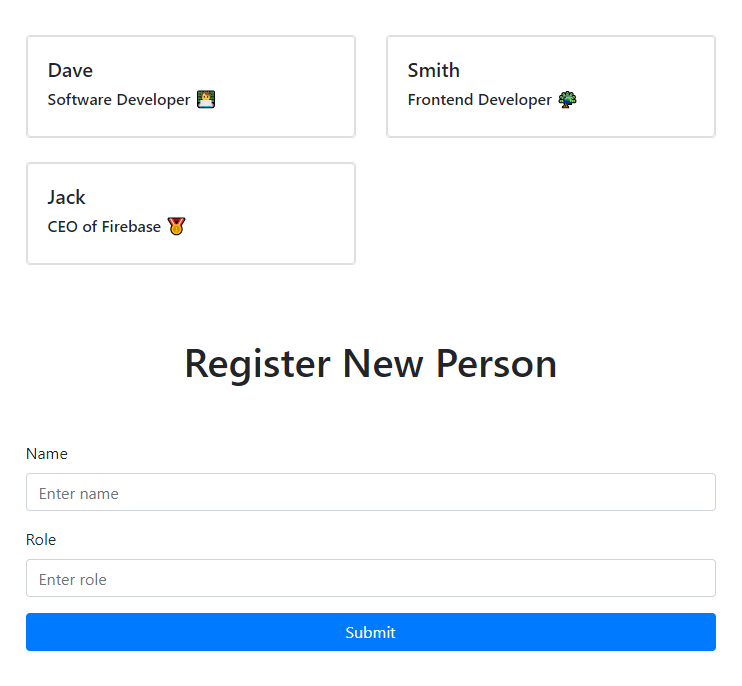 Dave
Software Developer 👨‍💻
Smith
Frontend Developer 🦚
Jack
CEO of Firebase 🏅
Register New Person
Name
Enter name
Role
Enter role
Submit